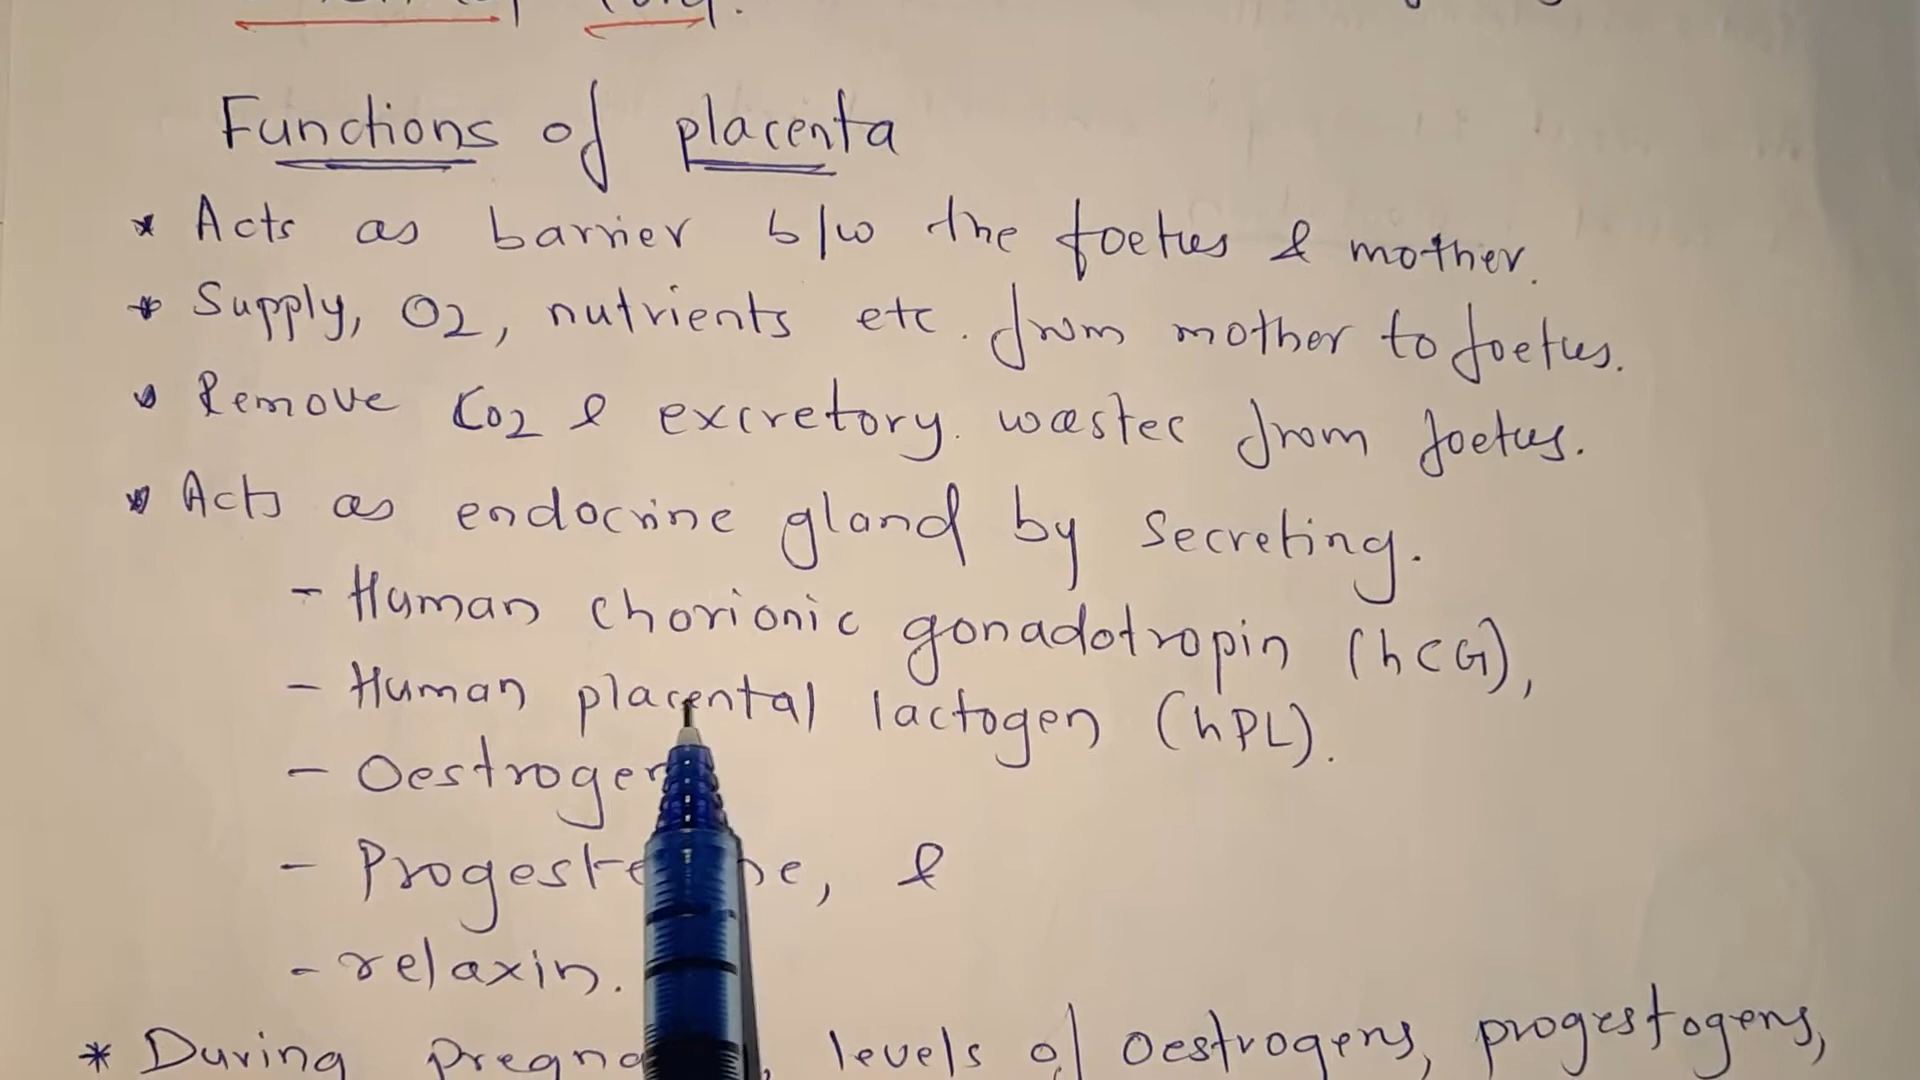 Functions of placenta
* Acts as barrier b/w the foetus & mother.
* Supply, O2, nutrients etc. from mother to foetus.
* Remove CO2 & excretory. wastes from foetus.
* Acts as endocrine gland by secreting.
- Human chorionic gonadotropin (hCG),
- Human placental lactogen (hPL).
- Oestrogen
- Progesterone, &
- relaxin.
* During levels of oestrogens, progestogens,